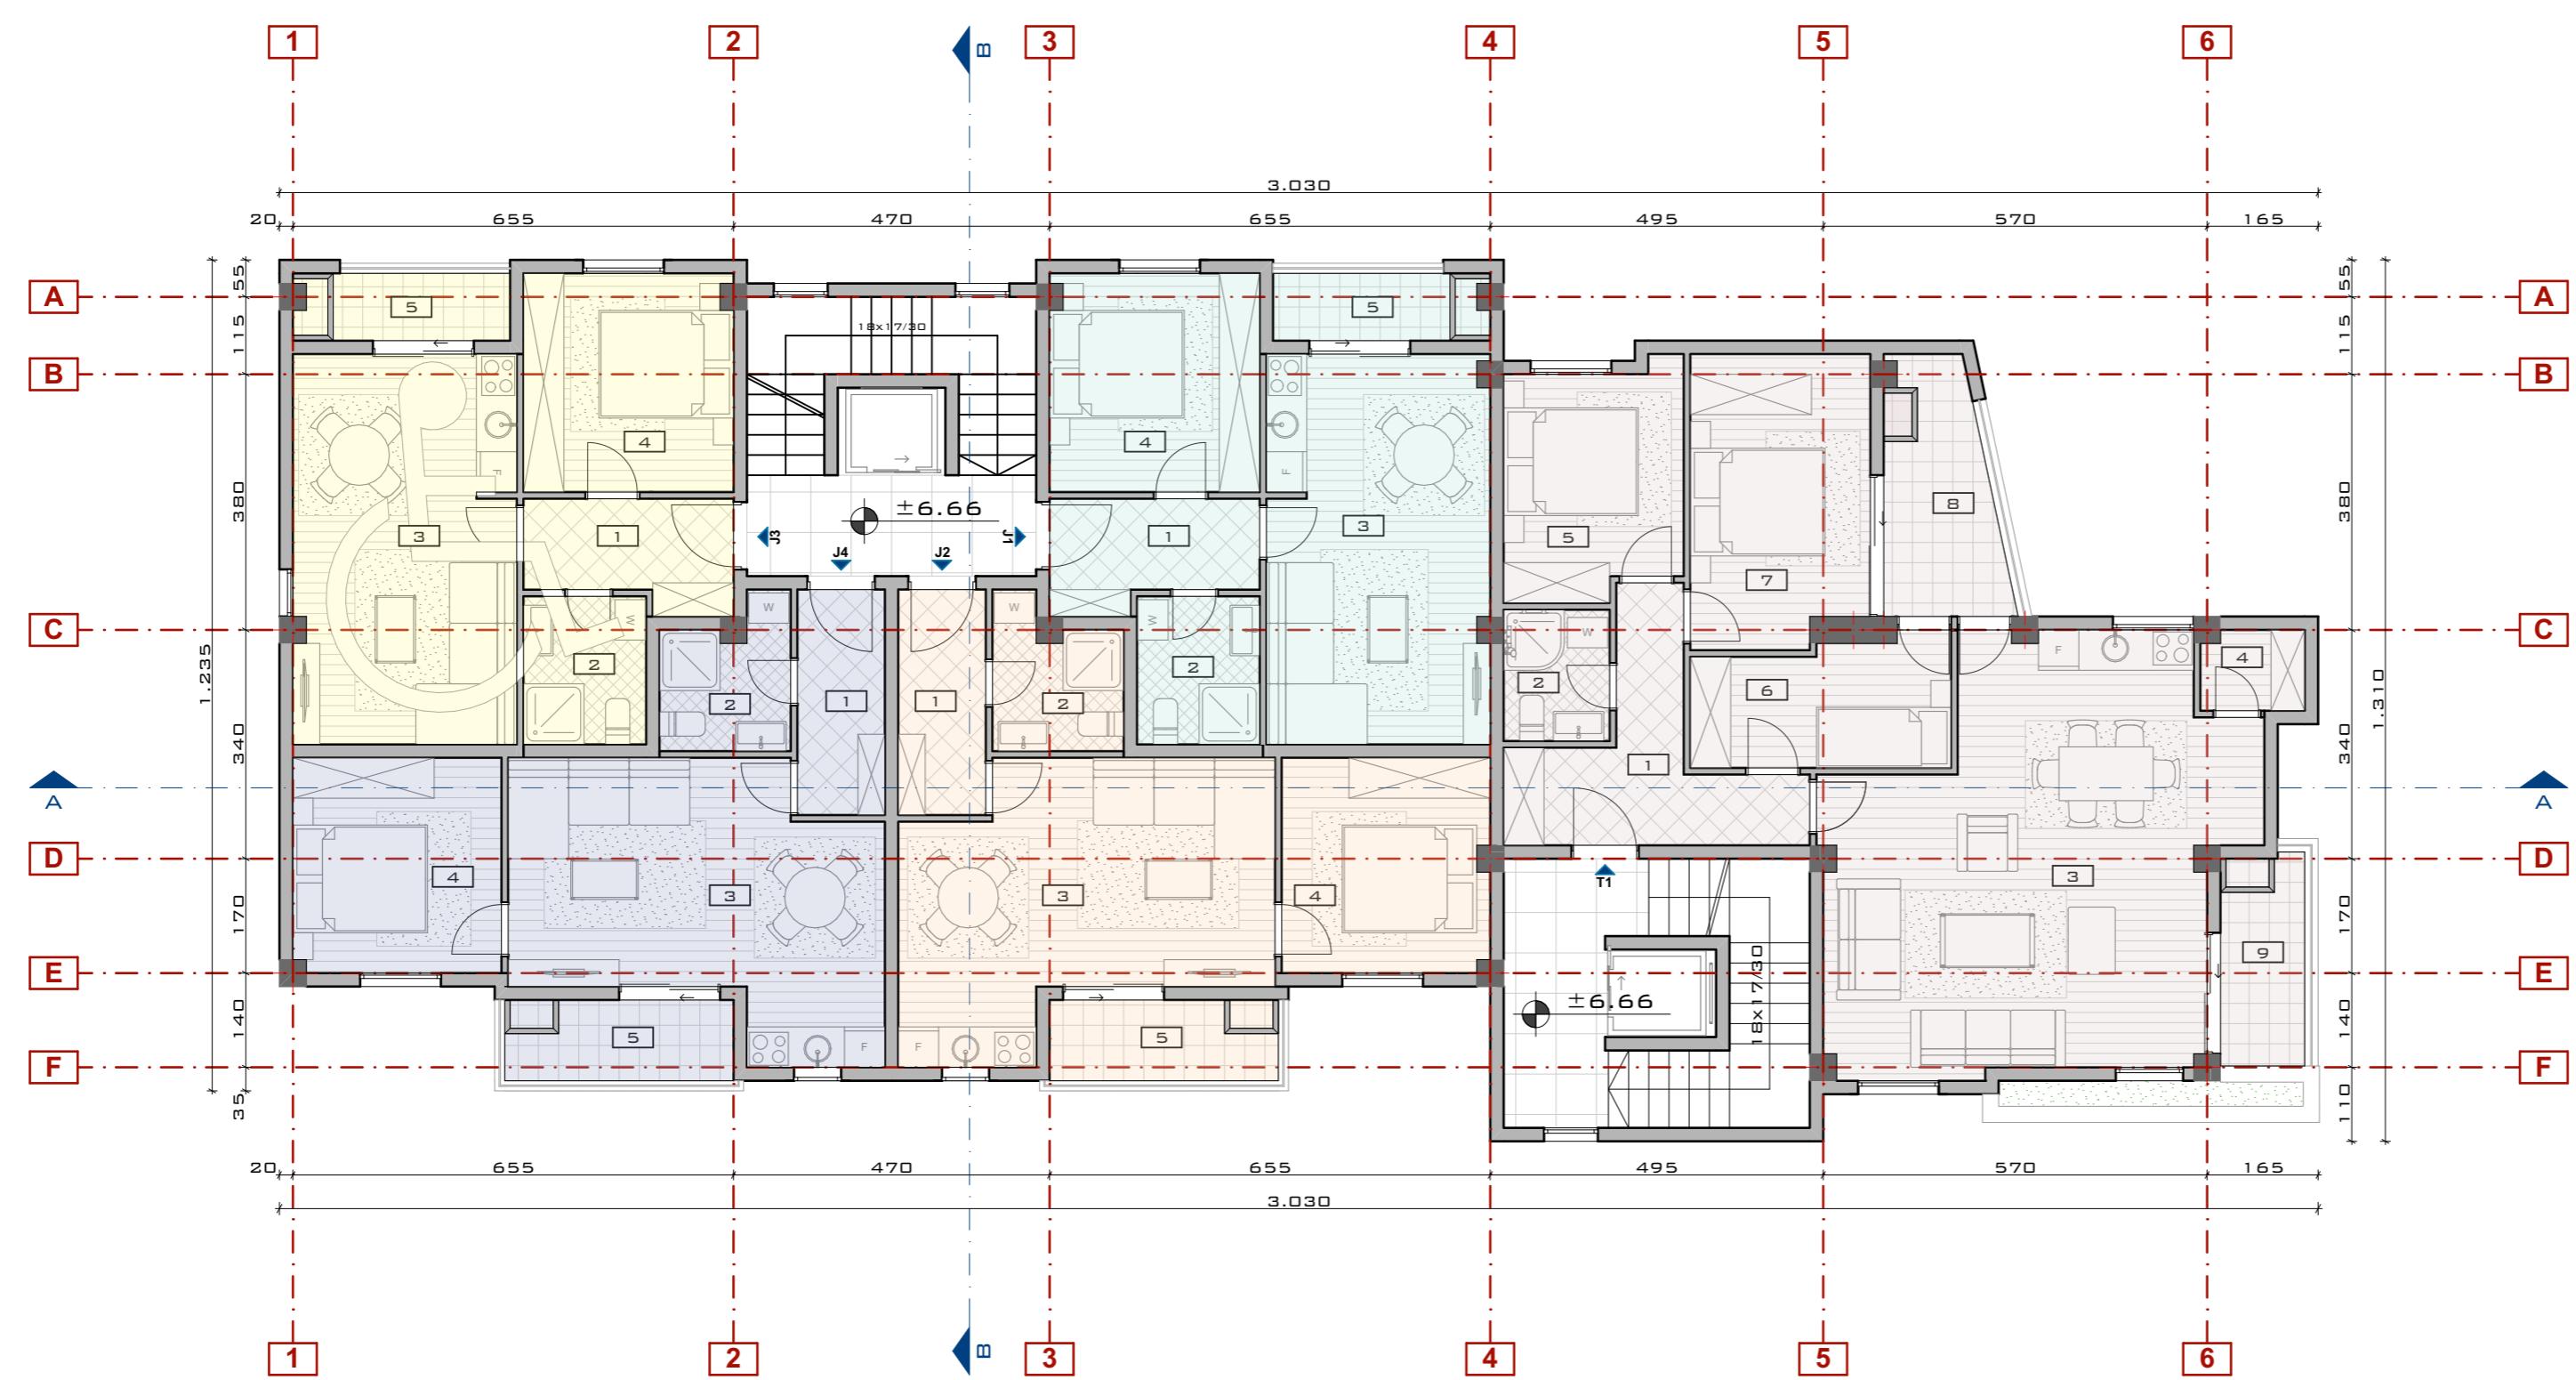 1 2 B 3 4 5 6
3.030
20 655 470 655 495 570 165
A 55 5 18x17/30 5 55 A
115 115
B B
4 4
380 F F 5 8 380
3 1 ±6.66 1 3
J3 J4 J2 J1
7
C W W W W W C
2 2 1 1 2 2 2 6 F 4
1.235 340 1 340 1.310
A A
D T1 D
4 3 3 4 3
170 170
9
E 18x17/30 E
±6.66
140 5 F F 5 140
F F
35 110
20 655 470 655 495 570 165
3.030
1 2 B 3 4 5 6